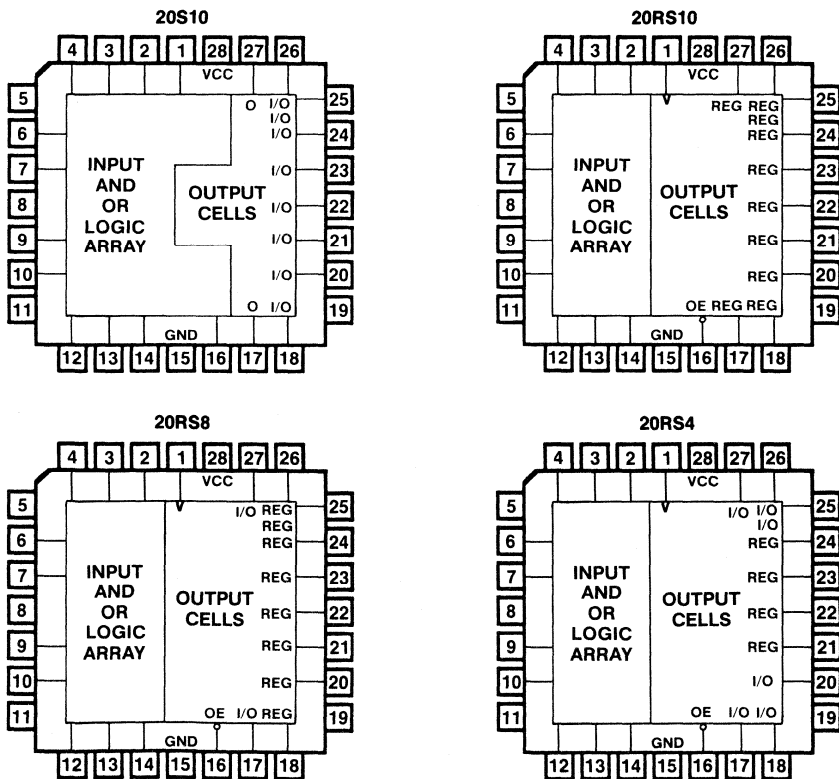 20S10
4 3 2 1 28 27 26
VCC
5 O I/O 25
I/O
6 I/O 24
7 I/O 23
INPUT
AND
OR
LOGIC
ARRAY
OUTPUT
CELLS
8 I/O 22
9 I/O 21
10 I/O 20
11 O I/O 19
GND
12 13 14 15 16 17 18
20RS10
4 3 2 1 28 27 26
VCC
5 REG REG 25
REG
6 REG 24
7 REG 23
INPUT
AND
OR
LOGIC
ARRAY
OUTPUT
CELLS
8 REG 22
9 REG 21
10 REG 20
11 OE REG REG 19
GND
12 13 14 15 16 17 18
20RS8
4 3 2 1 28 27 26
VCC
5 I/O REG 25
REG
6 REG 24
7 REG 23
INPUT
AND
OR
LOGIC
ARRAY
OUTPUT
CELLS
8 REG 22
9 REG 21
10 REG 20
11 OE I/O REG 19
GND
12 13 14 15 16 17 18
20RS4
4 3 2 1 28 27 26
VCC
5 I/O I/O 25
I/O
6 REG 24
7 REG 23
INPUT
AND
OR
LOGIC
ARRAY
OUTPUT
CELLS
8 REG 22
9 REG 21
10 I/O 20
11 OE I/O I/O 19
GND
12 13 14 15 16 17 18